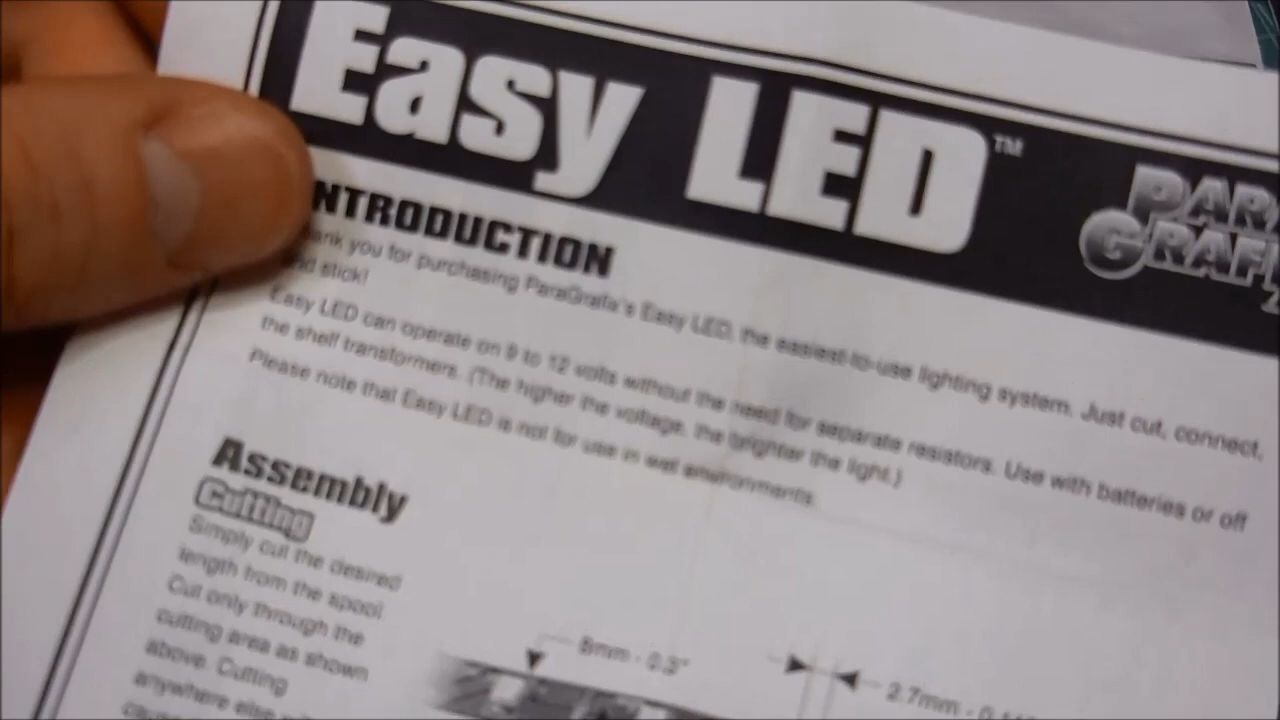 Easy LED™
PARA
GRAFI
INTRODUCTION
ank you for purchasing ParaGrafix's Easy LED, the easiest-to-use lighting system. Just cut, connect,
and stick!
Easy LED can operate on 9 to 12 volts without the need for separate resistors. Use with batteries or off
the shelf transformers. (The higher the voltage, the brighter the light.)
Please note that Easy LED is not for use in wet environments.
Assembly
Cutting
Simply cut the desired
length from the spool
Cut only through the
cutting area as shown
above. Cutting
anywhere else
8mm - 0.3"
2.7mm -